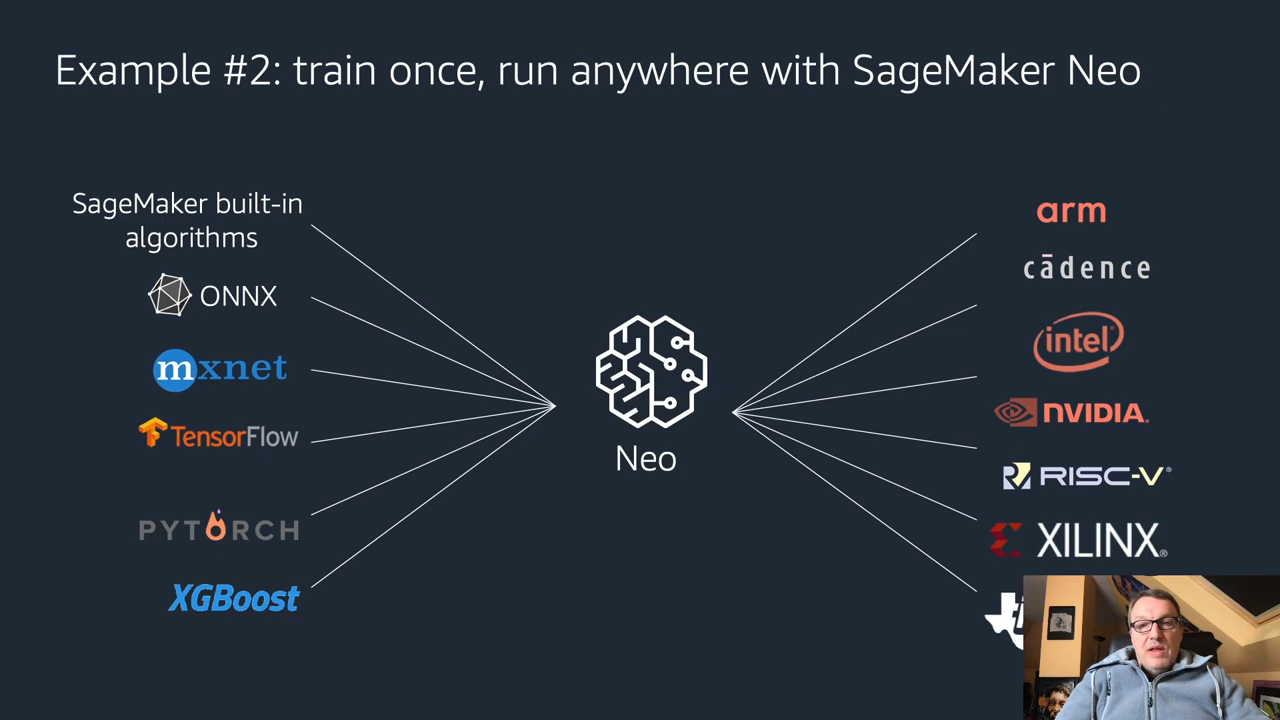 Example #2: train once, run anywhere with SageMaker Neo
SageMaker built-in
algorithms
ONNX
mxnet
TensorFlow
PYTORCH
XGBoost
Neo
arm
cādence
intel
NVIDIA
RISC-V
XILINX